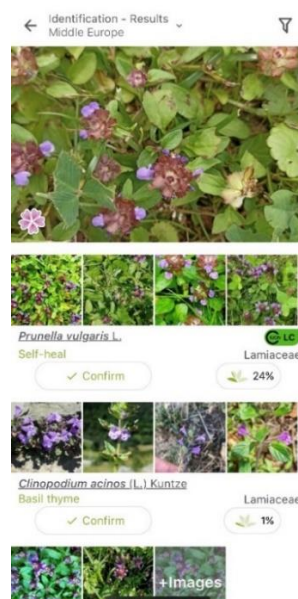 Identification - Results
Middle Europe
Prunella vulgaris L.
LC
Self-heal
Lamiaceae
Confirm
24%
Clinopodium acinos (L.) Kuntze
Basil thyme
Lamiaceae
Confirm
1%
+Images